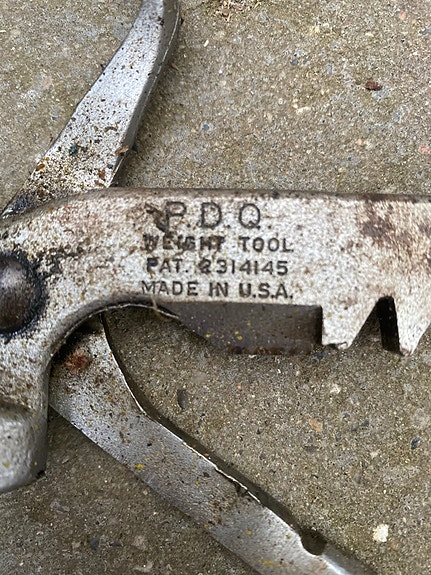 P.D.Q
WEIGHT TOOL
PAT. 2314145
MADE IN U.S.A.